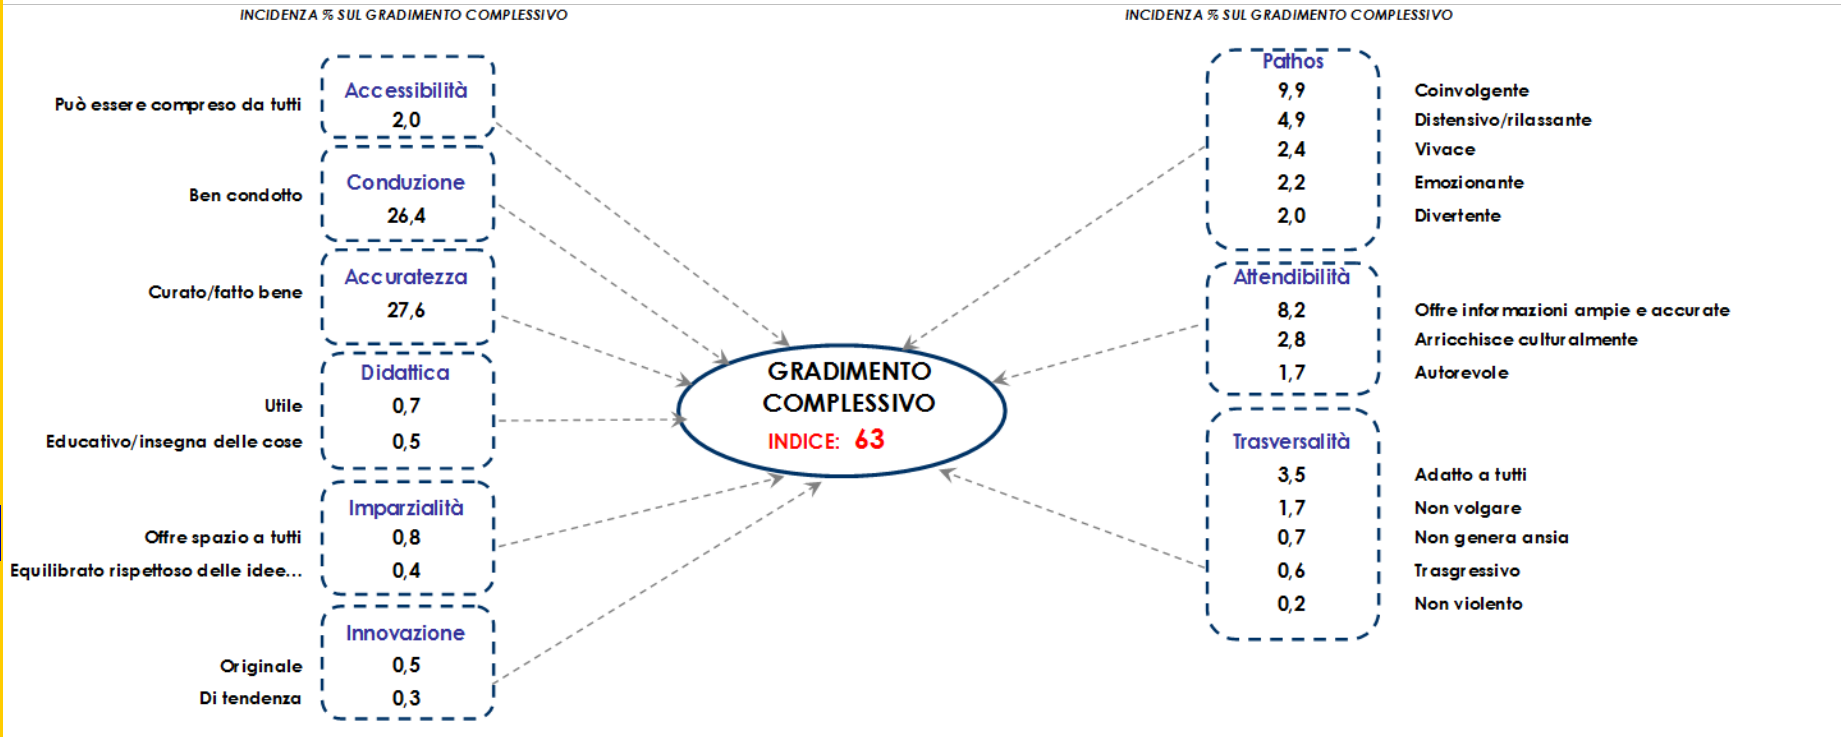 INCIDENZA % SUL GRADIMENTO COMPLESSIVO
Può essere compreso da tutti
Accessibilità
2,0
Ben condotto
Conduzione
26,4
Curato/fatto bene
Accuratezza
27,6
Didattica
Utile
0,7
Educativo/insegna delle cose
0,5
Imparzialità
Offre spazio a tutti
0,8
Equilibrato rispettoso delle idee...
0,4
Innovazione
Originale
0,5
Di tendenza
0,3
GRADIMENTO
COMPLESSIVO
INDICE: 63
INCIDENZA % SUL GRADIMENTO COMPLESSIVO
Pathos
9,9 Coinvolgente
4,9 Distensivo/rilassante
2,4 Vivace
2,2 Emozionante
2,0 Divertente
Attendibilità
8,2 Offre informazioni ampie e accurate
2,8 Arricchisce culturalmente
1,7 Autorevole
Trasversalità
3,5 Adatto a tutti
1,7 Non volgare
0,7 Non genera ansia
0,6 Trasgressivo
0,2 Non violento